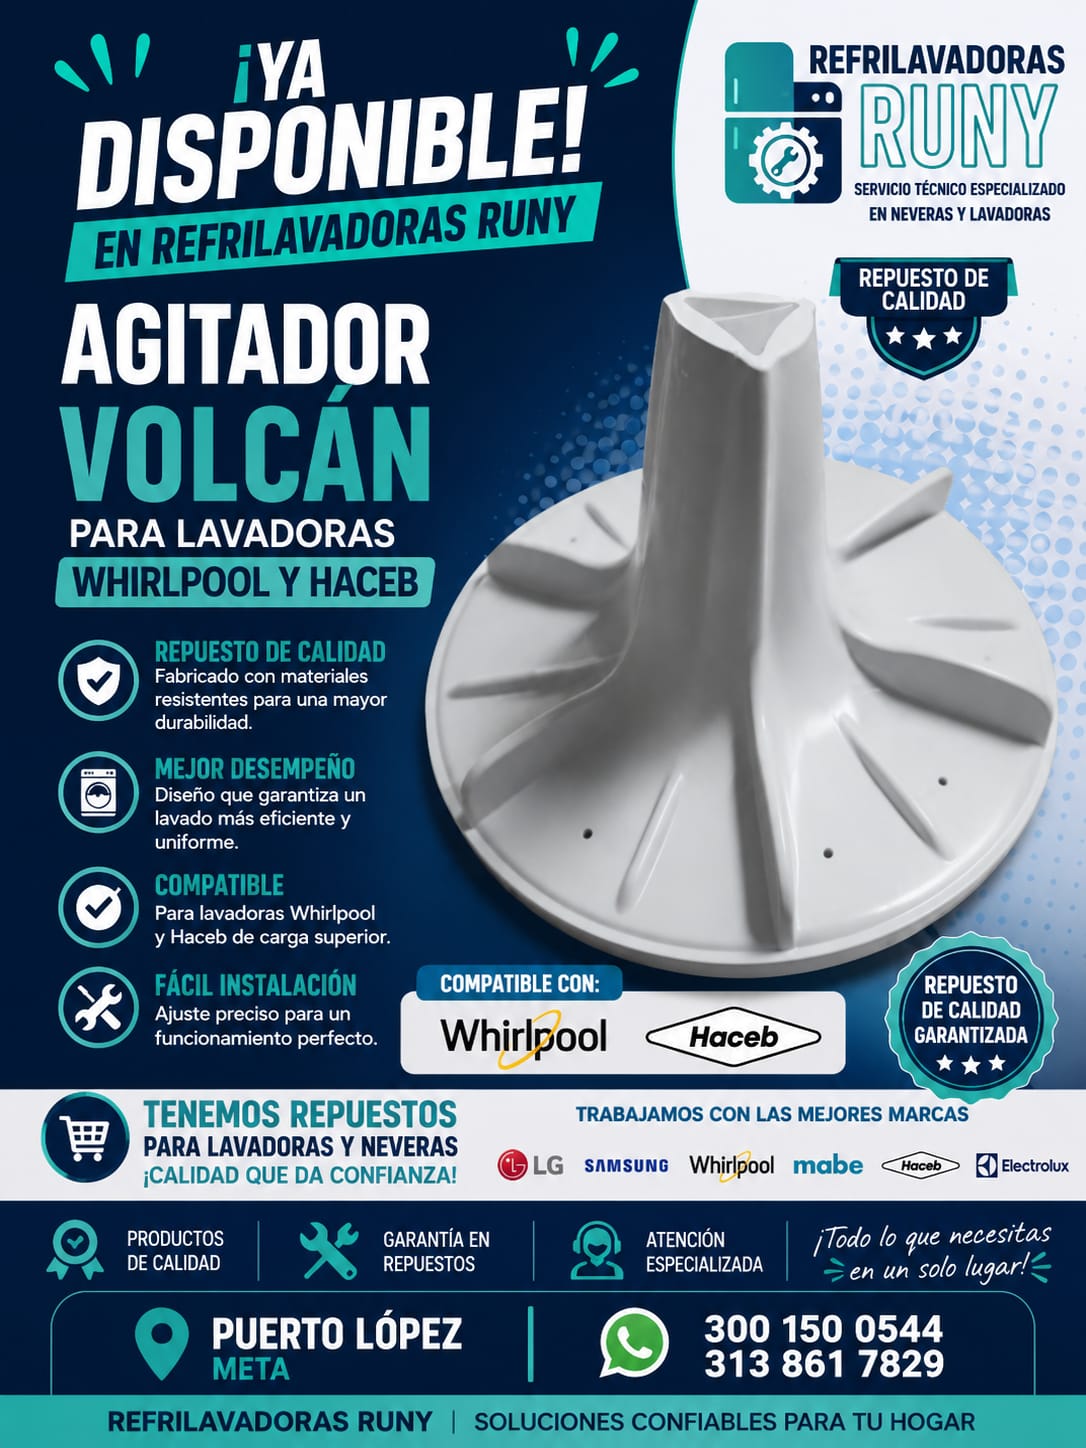 ¡YA
DISPONIBLE!
EN REFRILAVADORAS RUNY
REFRILAVADORAS
RUNY
SERVICIO TÉCNICO ESPECIALIZADO
EN NEVERAS Y LAVADORAS
REPUESTO DE
CALIDAD
AGITADOR
VOLCÁN
PARA LAVADORAS
WHIRLPOOL Y HACEB
REPUESTO DE CALIDAD
Fabricado con materiales
resistentes para una mayor
durabilidad.
MEJOR DESEMPEÑO
Diseño que garantiza un
lavado más eficiente y
uniforme.
COMPATIBLE
Para lavadoras Whirlpool
y Haceb de carga superior.
FÁCIL INSTALACIÓN
Ajuste preciso para un
funcionamiento perfecto.
COMPATIBLE CON:
Whirlpool
Haceb
REPUESTO
DE CALIDAD
GARANTIZADA
TENEMOS REPUESTOS
PARA LAVADORAS Y NEVERAS
¡CALIDAD QUE DA CONFIANZA!
TRABAJAMOS CON LAS MEJORES MARCAS
LG SAMSUNG Whirlpool mabe Haceb Electrolux
PRODUCTOS
DE CALIDAD
GARANTÍA EN
REPUESTOS
ATENCIÓN
ESPECIALIZADA
¡Todo lo que necesitas
en un solo lugar!
PUERTO LÓPEZ
META
300 150 0544
313 861 7829
REFRILAVADORAS RUNY | SOLUCIONES CONFIABLES PARA TU HOGAR